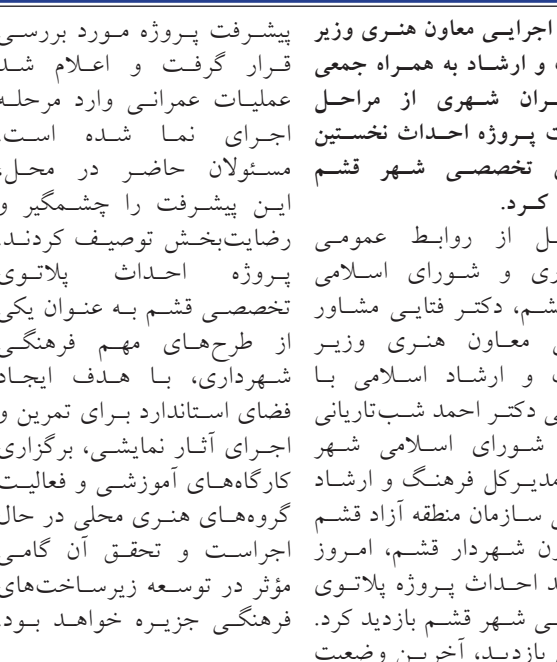 اجرایی معاون هنری وزیر
و ارشاد به همراه جمعی
شهری از مراحل
پروژه احداث نخستین
تخصصی شهر قشم
کرد.
از روابط عمومی
و شورای اسلامی
دکتر فتایی مشاور
معاون هنری وزیر
و ارشاد اسلامی با
دکتر احمد شب‌تاریانی
شورای اسلامی شهر
مدیرکل فرهنگ و ارشاد
سازمان منطقه آزاد قشم
شهردار قشم، امروز
احداث پروژه پلاتوی
شهر قشم بازدید کرد.
بازدید، آخرین وضعیت
پیشرفت پروژه مورد بررسی
قرار گرفت و اعلام شد
عملیات عمرانی وارد مرحله
اجرای نما شده است.
مسئولان حاضر در محل،
این پیشرفت را چشمگیر و
رضایت‌بخش توصیف کردند.
پروژه احداث پلاتوی
تخصصی قشم به عنوان یکی
از طرح‌های مهم فرهنگی
شهرداری، با هدف ایجاد
فضای استاندارد برای تمرین و
اجرای آثار نمایشی، برگزاری
کارگاه‌های آموزشی و فعالیت
گروه‌های هنری محلی در حال
اجراست و تحقق آن گامی
مؤثر در توسعه زیرساخت‌های
فرهنگی جزیره خواهد بود.